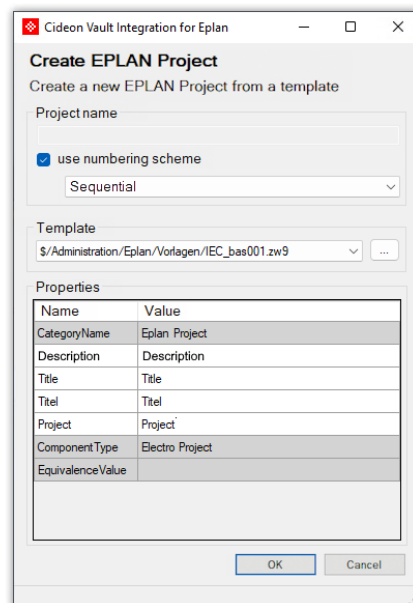 Cideon Vault Integration for Eplan
Create EPLAN Project
Create a new EPLAN Project from a template
Project name
use numbering scheme
Sequential
Template
$/Administration/Eplan/Vorlagen/IEC_bas001.zw9
...
Properties
Name Value
CategoryName Eplan Project
Description Description
Title Title
Titel Titel
Project Project
ComponentType Electro Project
EquivalenceValue
OK Cancel